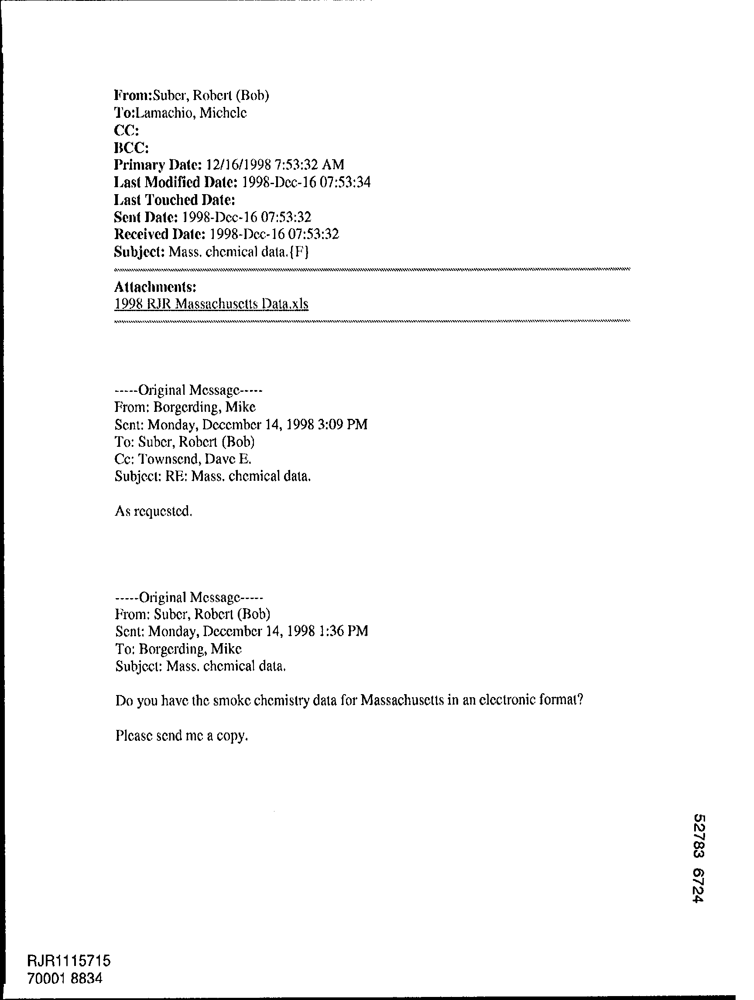 From:Suber, Robert (Bob)
To:Lamachio, Michele
CC:
BCC:
Primary Date: 12/16/1998 7:53:32 AM
Last Modified Date: 1998-Dec-16 07:53:34
Last Touched Date:
Sent Date: 1998-Dec-16 07:53:32
Received Date: 1998-Dec-16 07:53:32
Subject: Mass. chemical data.{F}
Attachments:
1998 RJR Massachusetts Data.xls
-----Original Message-----
From: Borgerding, Mike
Sent: Monday, December 14, 1998 3:09 PM
To: Suber, Robert (Bob)
Cc: Townsend, Dave E.
Subject: RE: Mass. chemical data.
As requested.
-----Original Message-----
From: Suber, Robert (Bob)
Sent: Monday, December 14, 1998 1:36 PM
To: Borgerding, Mike
Subject: Mass. chemical data.
Do you have the smoke chemistry data for Massachusetts in an electronic format?
Please send me a copy.
52783 6724
RJR1115715
70001 8834